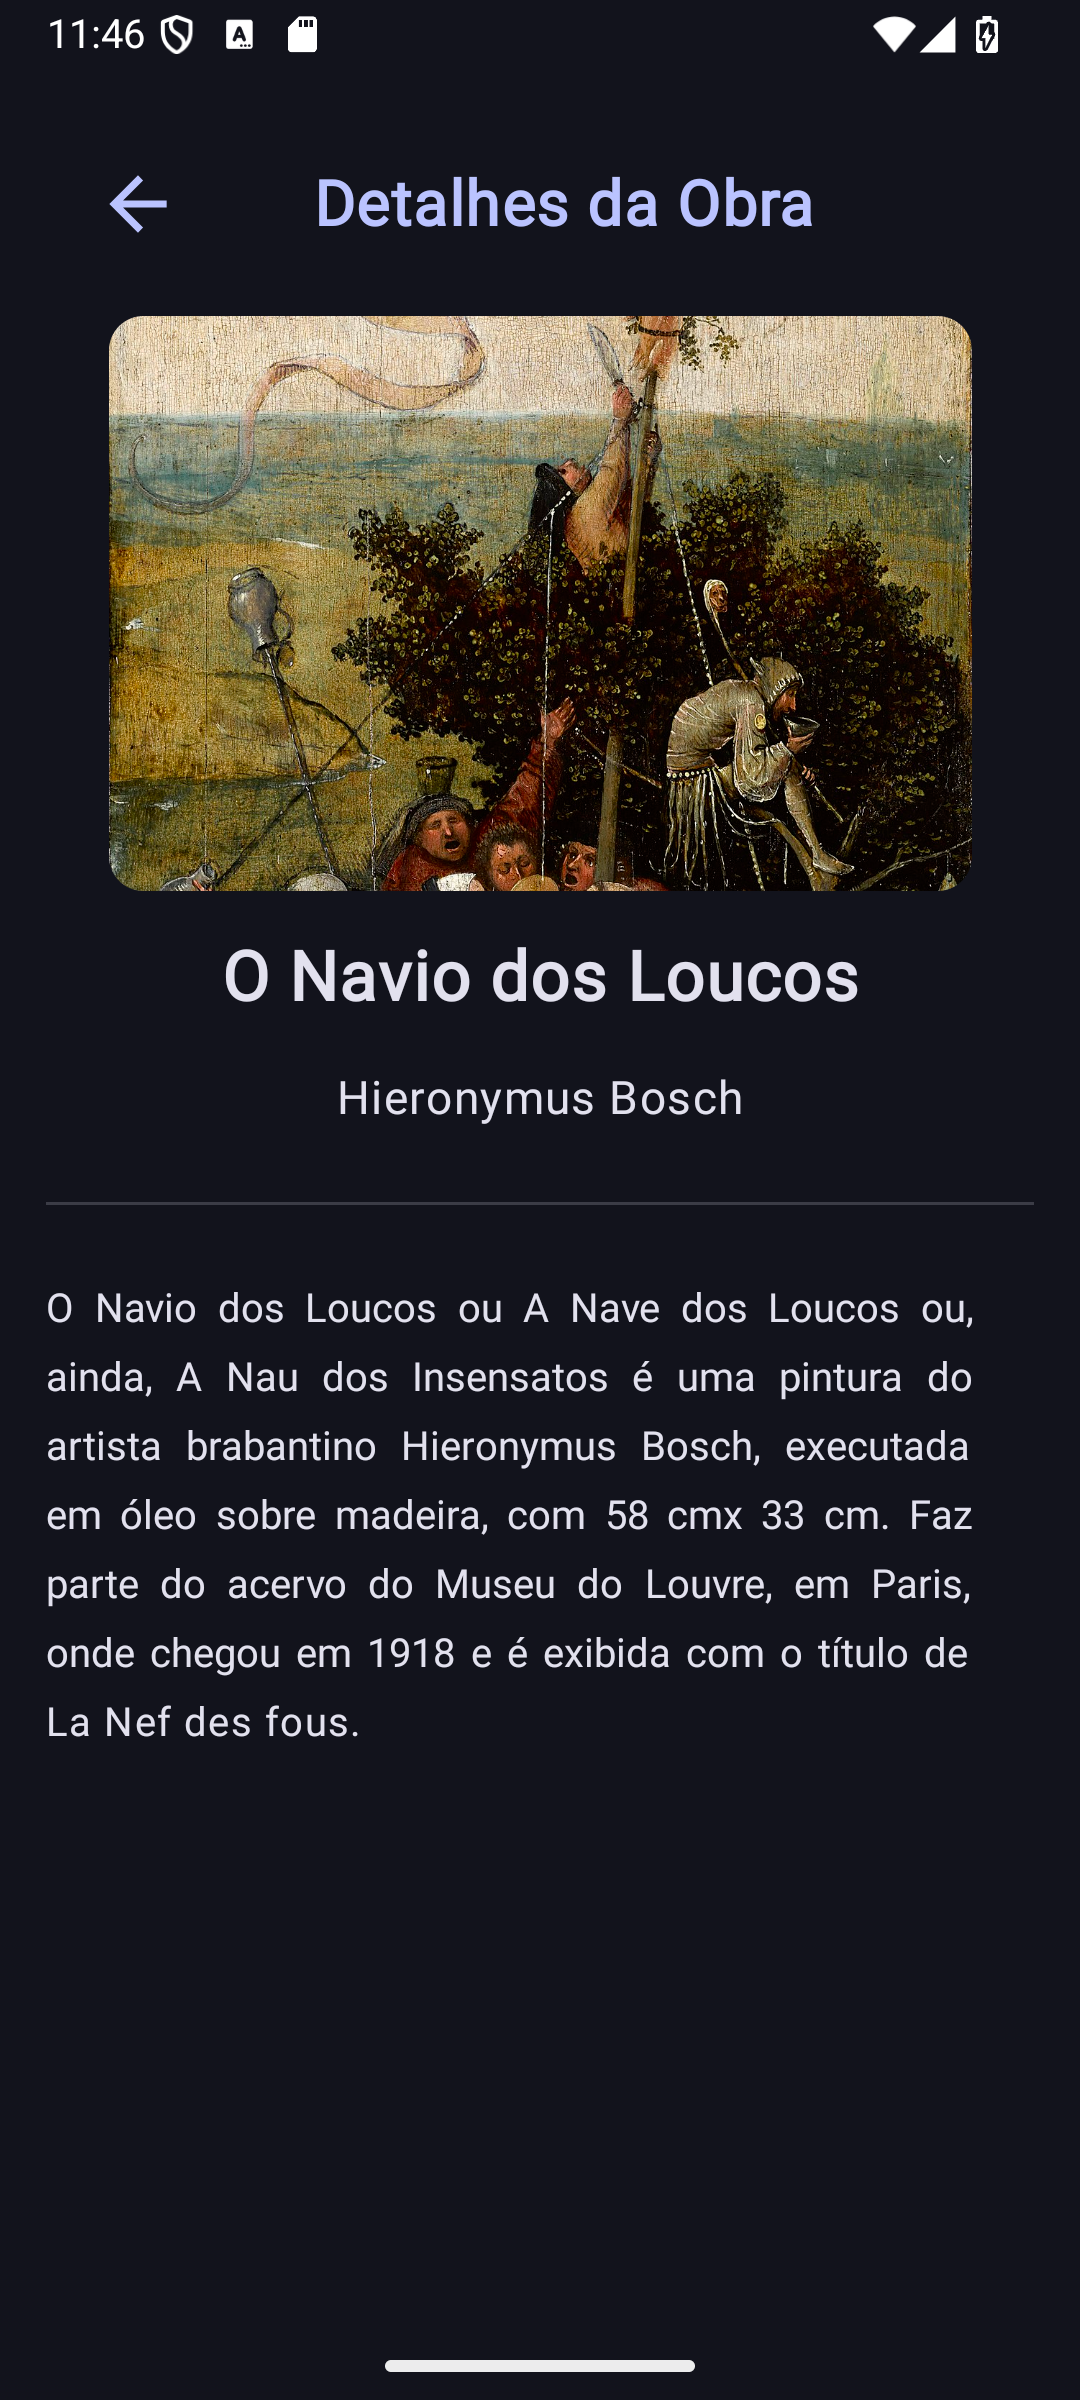 11:46
Detalhes da Obra
O Navio dos Loucos
Hieronymus Bosch
O Navio dos Loucos ou A Nave dos Loucos ou,
ainda, A Nau dos Insensatos é uma pintura do
artista brabantino Hieronymus Bosch, executada
em óleo sobre madeira, com 58 cmx 33 cm. Faz
parte do acervo do Museu do Louvre, em Paris,
onde chegou em 1918 e é exibida com o título de
La Nef des fous.